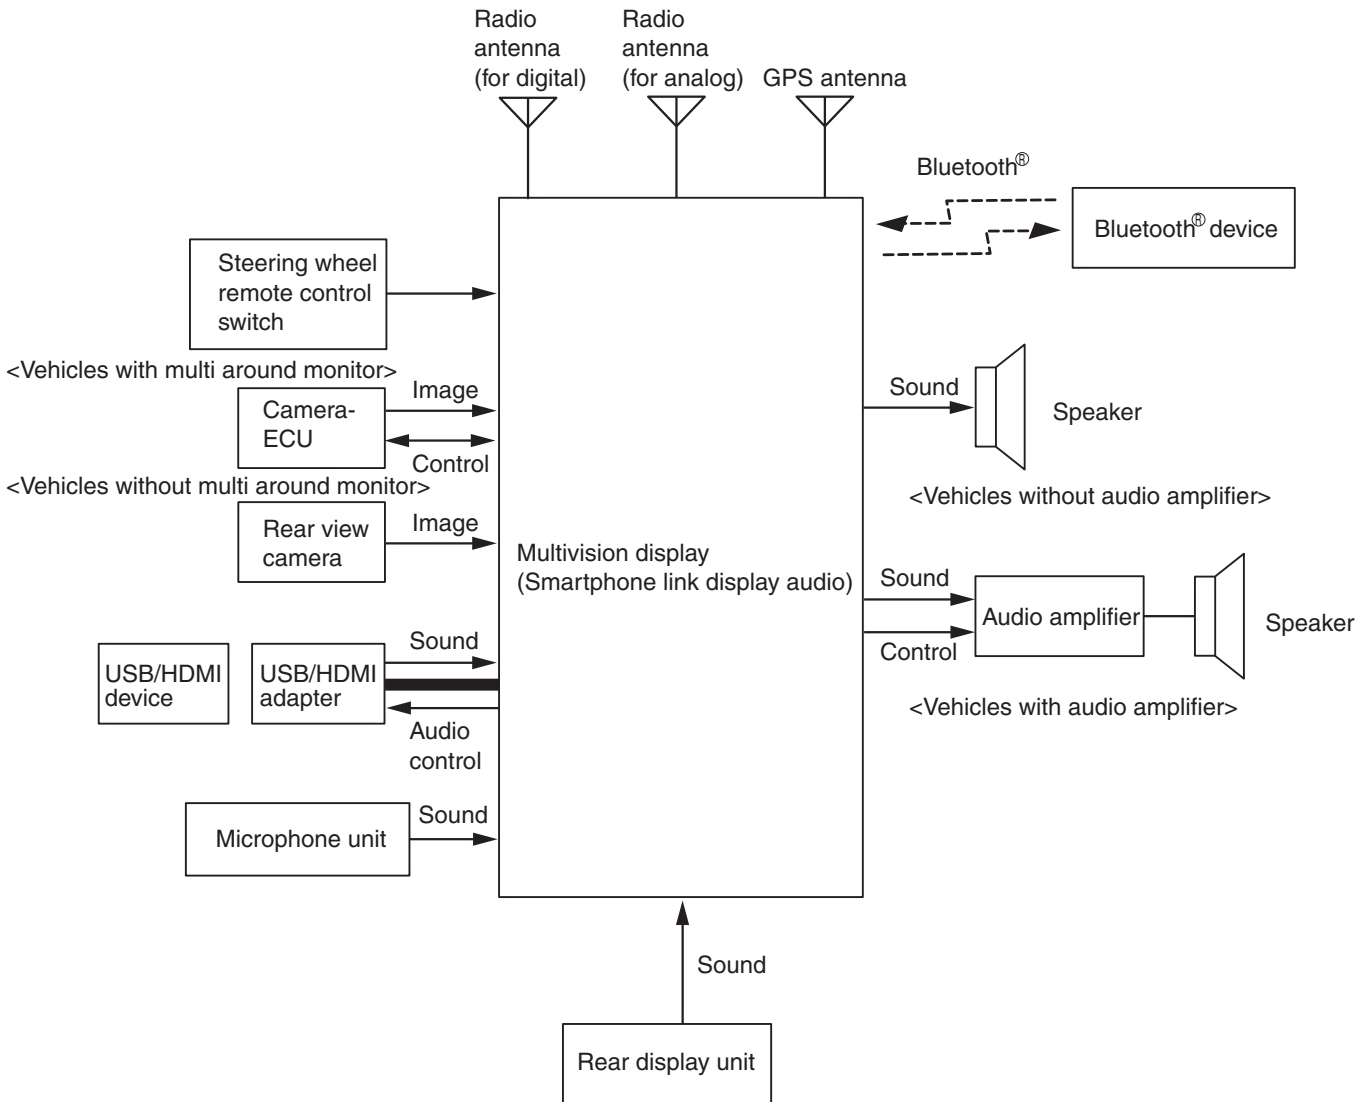 Radio
antenna
(for digital)
Radio
antenna
(for analog)
GPS antenna
Bluetooth®
Bluetooth® device
Steering wheel
remote control
switch
<Vehicles with multi around monitor>
Camera-
ECU
Image
Control
<Vehicles without multi around monitor>
Rear view
camera
Image
Sound
Speaker
<Vehicles without audio amplifier>
Multivision display
(Smartphone link display audio)
Sound
Control
Audio amplifier
Speaker
<Vehicles with audio amplifier>
USB/HDMI
device
USB/HDMI
adapter
Sound
Audio
control
Microphone unit
Sound
Sound
Rear display unit